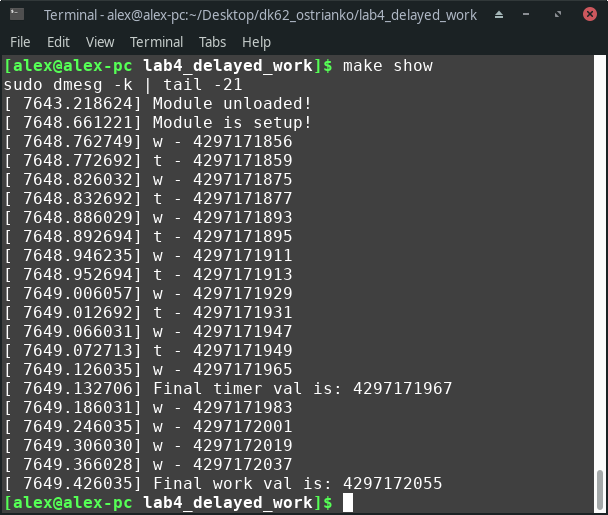 Terminal - alex@alex-pc:~/Desktop/dk62_ostrianko/lab4_delayed_work
File Edit View Terminal Tabs Help
[alex@alex-pc lab4_delayed_work]$ make show
sudo dmesg -k | tail -21
[ 7643.218624] Module unloaded!
[ 7648.661221] Module is setup!
[ 7648.762749] w - 4297171856
[ 7648.772692] t - 4297171859
[ 7648.826032] w - 4297171875
[ 7648.832692] t - 4297171877
[ 7648.886029] w - 4297171893
[ 7648.892694] t - 4297171895
[ 7648.946235] w - 4297171911
[ 7648.952694] t - 4297171913
[ 7649.006057] w - 4297171929
[ 7649.012692] t - 4297171931
[ 7649.066031] w - 4297171947
[ 7649.072713] t - 4297171949
[ 7649.126035] w - 4297171965
[ 7649.132706] Final timer val is: 4297171967
[ 7649.186031] w - 4297171983
[ 7649.246035] w - 4297172001
[ 7649.306030] w - 4297172019
[ 7649.366028] w - 4297172037
[ 7649.426035] Final work val is: 4297172055
[alex@alex-pc lab4_delayed_work]$